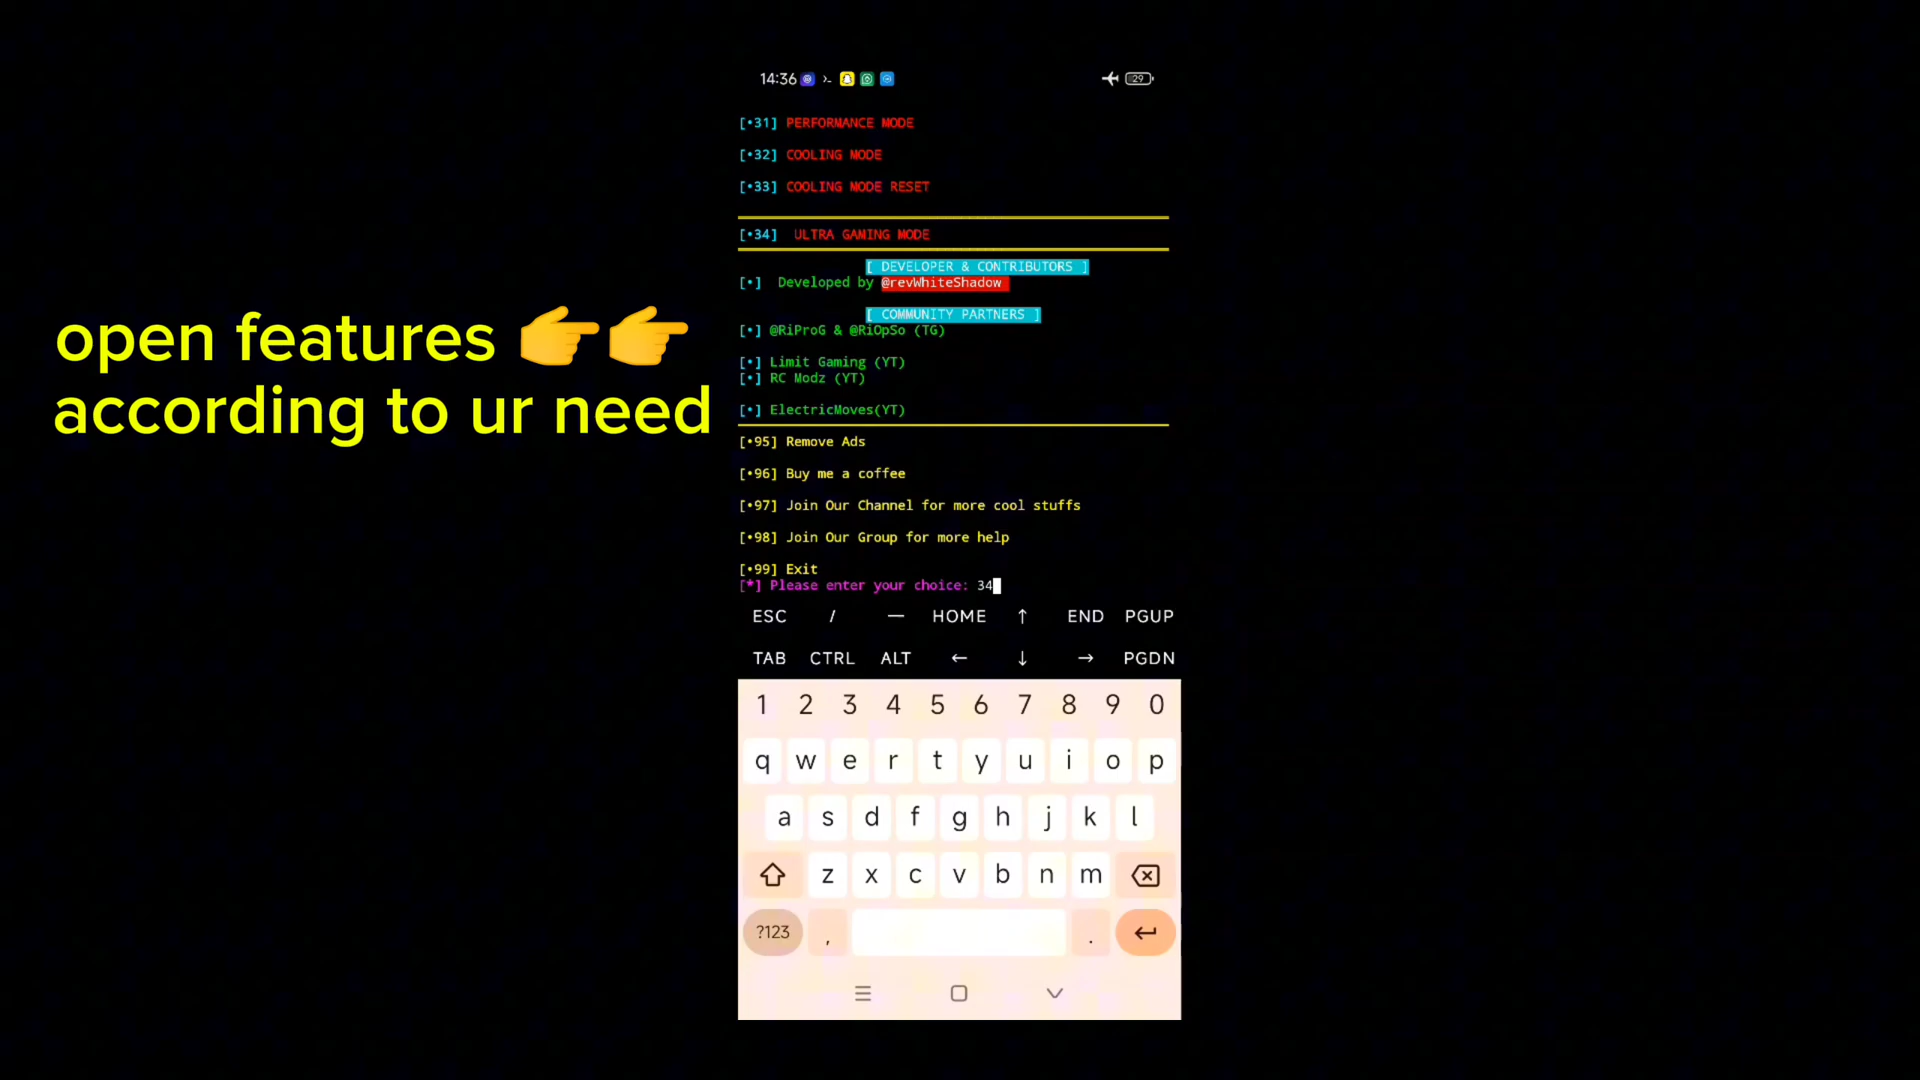 open features 👉👉
according to ur need
14:36
29
[•31] PERFORMANCE MODE
[•32] COOLING MODE
[•33] COOLING MODE RESET
[•34] ULTRA GAMING MODE
[ DEVELOPER & CONTRIBUTORS ]
[•] Developed by @revWhiteShadow
[ COMMUNITY PARTNERS ]
[•] @RiProG & @RiOpSo (TG)
[•] Limit Gaming (YT)
[•] RC Modz (YT)
[•] ElectricMoves(YT)
[•95] Remove Ads
[•96] Buy me a coffee
[•97] Join Our Channel for more cool stuffs
[•98] Join Our Group for more help
[•99] Exit
[*] Please enter your choice: 34
ESC / — HOME ↑ END PGUP
TAB CTRL ALT ← ↓ → PGDN
1 2 3 4 5 6 7 8 9 0
q w e r t y u i o p
a s d f g h j k l
z x c v b n m
?123 , .